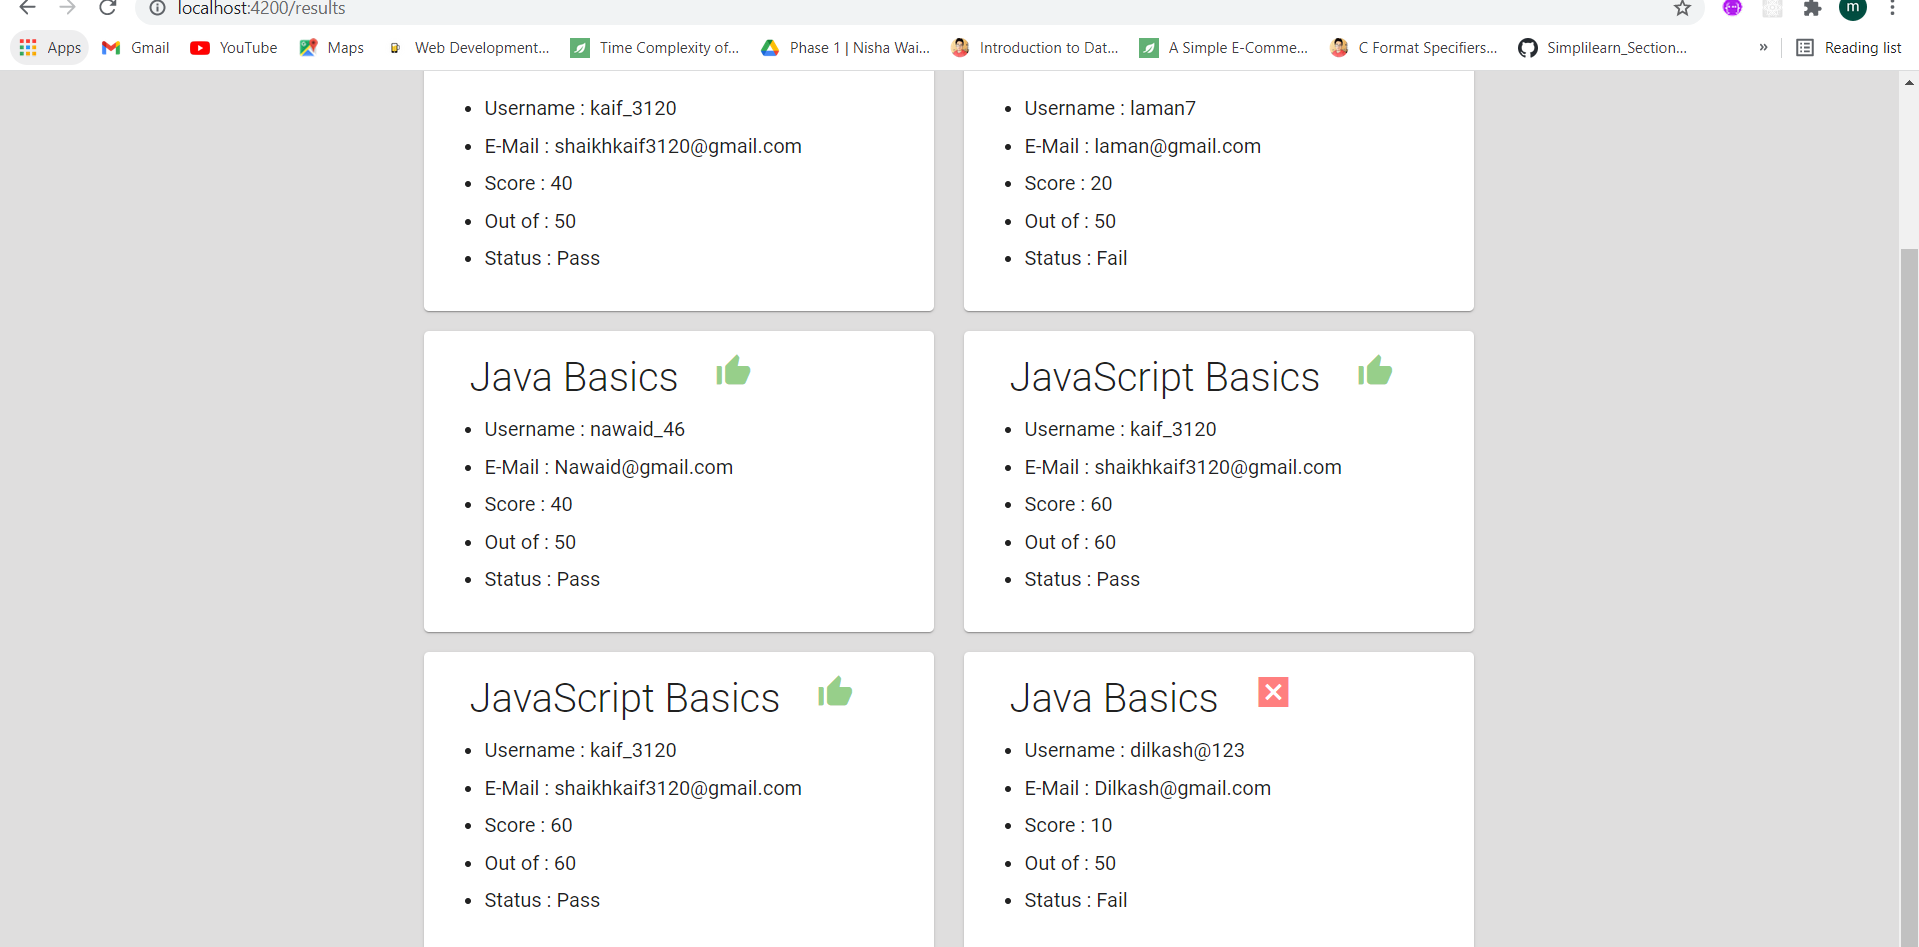 localhost:4200/results
m
Apps Gmail YouTube Maps Web Development... Time Complexity of... Phase 1 | Nisha Wai... Introduction to Dat... A Simple E-Comme... C Format Specifiers... Simplilearn_Section... » Reading list
• Username : kaif_3120
• E-Mail : shaikhkaif3120@gmail.com
• Score : 40
• Out of : 50
• Status : Pass
• Username : laman7
• E-Mail : laman@gmail.com
• Score : 20
• Out of : 50
• Status : Fail
Java Basics
• Username : nawaid_46
• E-Mail : Nawaid@gmail.com
• Score : 40
• Out of : 50
• Status : Pass
JavaScript Basics
• Username : kaif_3120
• E-Mail : shaikhkaif3120@gmail.com
• Score : 60
• Out of : 60
• Status : Pass
JavaScript Basics
• Username : kaif_3120
• E-Mail : shaikhkaif3120@gmail.com
• Score : 60
• Out of : 60
• Status : Pass
Java Basics
• Username : dilkash@123
• E-Mail : Dilkash@gmail.com
• Score : 10
• Out of : 50
• Status : Fail